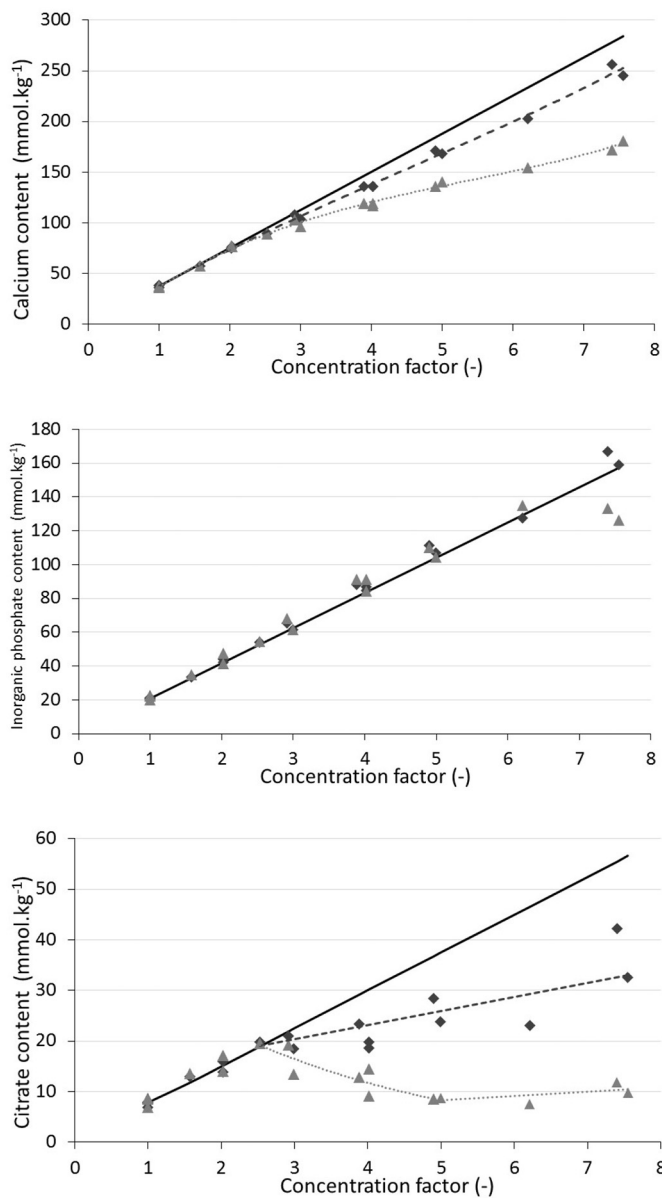 300
250
200
150
100
50
0
Calcium content (mmol.kg⁻¹)
0 1 2 3 4 5 6 7 8
Concentration factor (-)
180
160
140
120
100
80
60
40
20
0
Inorganic phosphate content (mmol.kg⁻¹)
0 1 2 3 4 5 6 7 8
Concentration factor (-)
60
50
40
30
20
10
0
Citrate content (mmol.kg⁻¹)
0 1 2 3 4 5 6 7 8
Concentration factor (-)